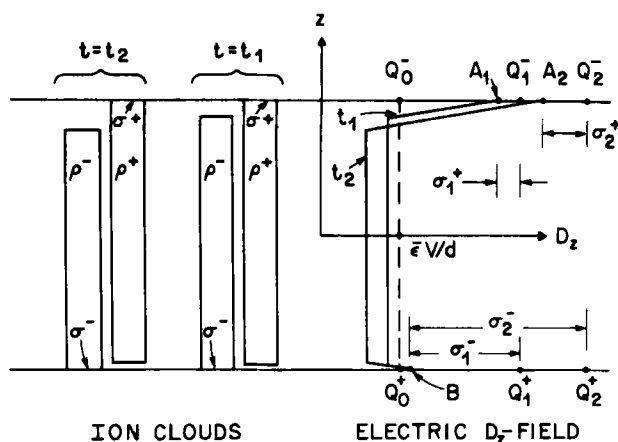 t=t₂ t=t₁
z
Q₀⁻ A₁ Q₁⁻ A₂ Q₂⁻
σ⁺ σ⁺
t₁
σ₂⁺
ρ⁻ ρ⁺ ρ⁻ ρ⁺
t₂
σ₁⁺
D_z
ε̄ V/d
σ₂⁻
σ⁻ σ⁻
σ₁⁻
Q₀⁺ B Q₁⁺ Q₂⁺
ION CLOUDS ELECTRIC D_z-FIELD